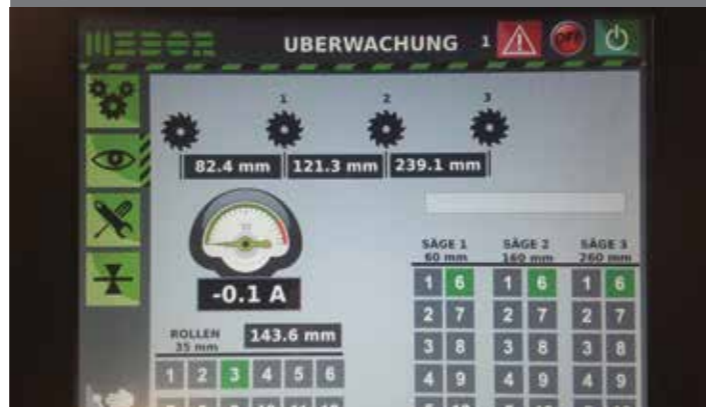 MEBOR
UBERWACHUNG 1 OFF
1 2 3
82.4 mm 121.3 mm 239.1 mm
SÄGE 1 SÄGE 2 SÄGE 3
60 mm 160 mm 260 mm
-0.1 A
1 6 1 6 1 6
2 7 2 7 2 7
ROLLEN 143.6 mm
35 mm
3 8 3 8 3 8
1 2 3 4 5 6
4 9 4 9 4 9